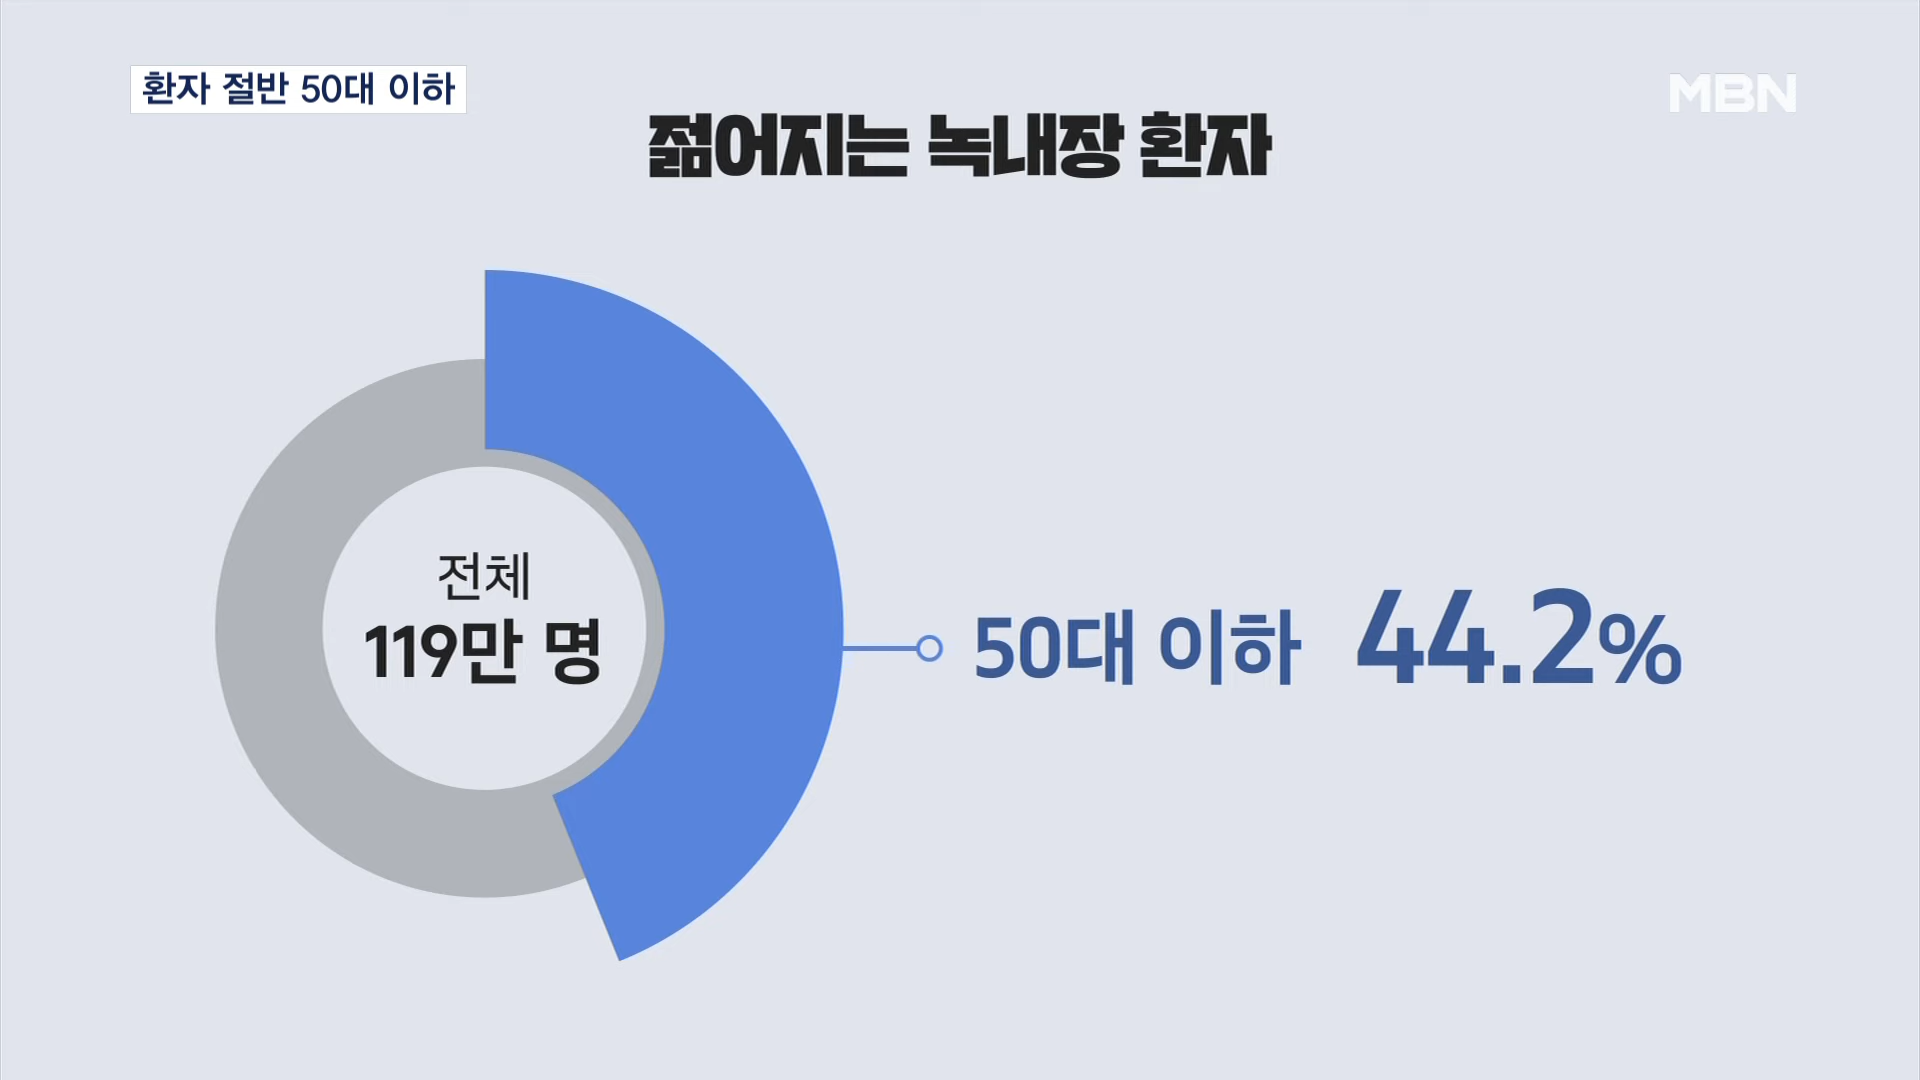 환자 절반 50대 이하
MBN
젊어지는 녹내장 환자
전체
119만 명
50대 이하 44.2%